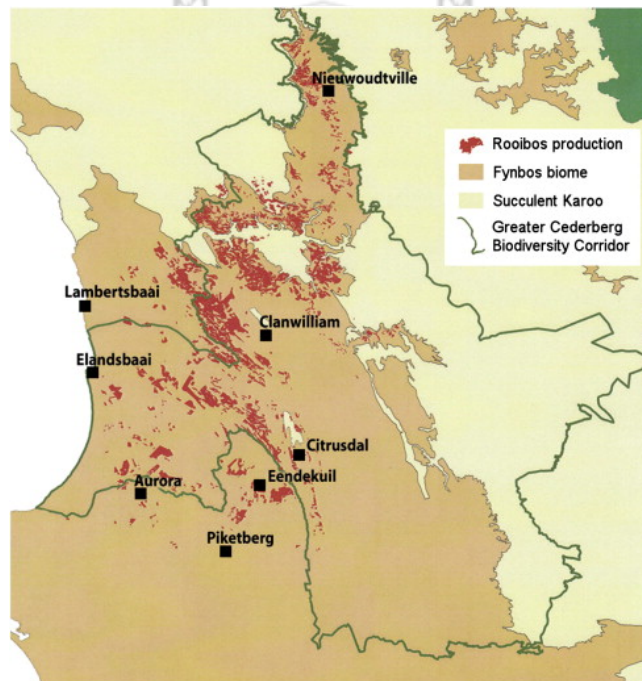 Nieuwoudtville
Rooibos production
Fynbos biome
Succulent Karoo
Greater Cederberg
Biodiversity Corridor
Lambertsbaai
Clanwilliam
Elandsbaai
Citrusdal
Eendekuil
Aurora
Piketberg